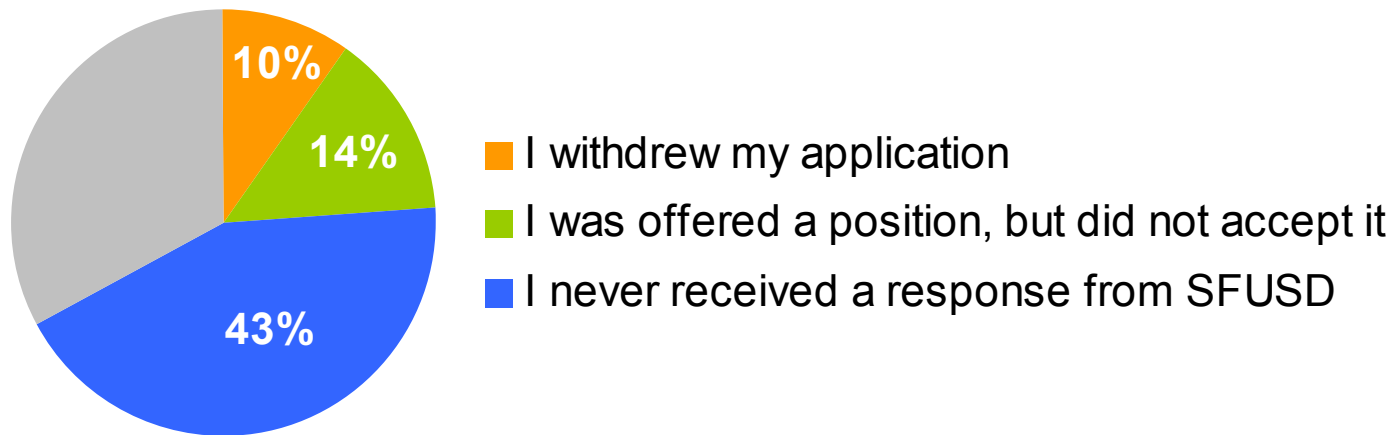 10%
14%
43%
I withdrew my application
I was offered a position, but did not accept it
I never received a response from SFUSD